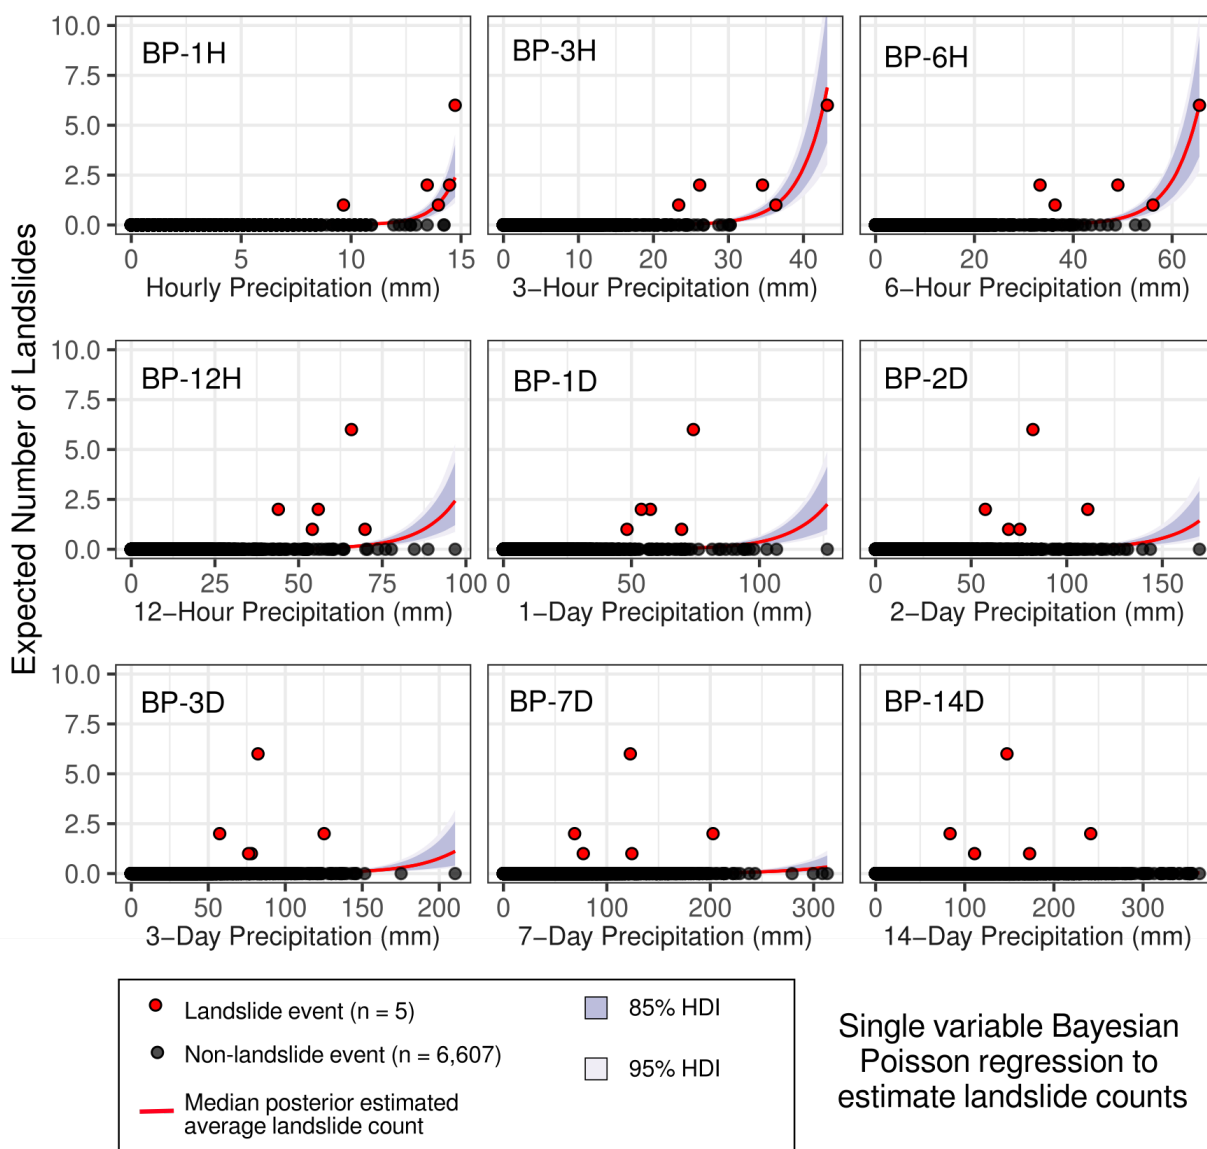 Expected Number of Landslides
BP-1H
10.0
7.5
5.0
2.5
0.0
0 5 10 15
Hourly Precipitation (mm)
BP-3H
0 10 20 30 40
3−Hour Precipitation (mm)
BP-6H
0 20 40 60
6−Hour Precipitation (mm)
BP-12H
10.0
7.5
5.0
2.5
0.0
0 25 50 75 100
12−Hour Precipitation (mm)
BP-1D
0 50 100
1−Day Precipitation (mm)
BP-2D
0 50 100 150
2−Day Precipitation (mm)
BP-3D
10.0
7.5
5.0
2.5
0.0
0 50 100 150 200
3−Day Precipitation (mm)
BP-7D
0 100 200 300
7−Day Precipitation (mm)
BP-14D
0 100 200 300
14−Day Precipitation (mm)
Landslide event (n = 5)
Non-landslide event (n = 6,607)
Median posterior estimated
average landslide count
85% HDI
95% HDI
Single variable Bayesian
Poisson regression to
estimate landslide counts